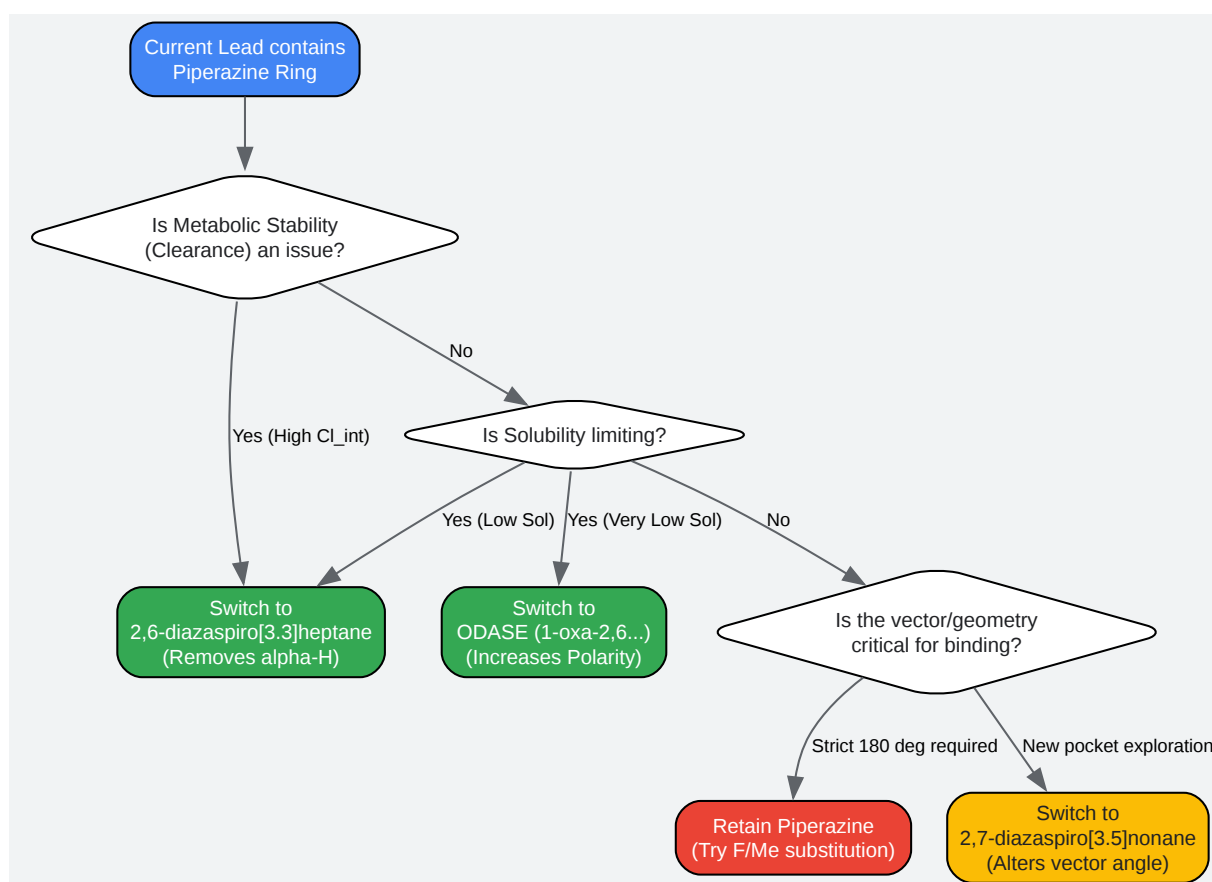 Current Lead contains
Piperazine Ring
Is Metabolic Stability
(Clearance) an issue?
No
Yes (High Cl_int)
Is Solubility limiting?
Yes (Low Sol)
Yes (Very Low Sol)
No
Switch to
2,6-diazaspiro[3.3]heptane
(Removes alpha-H)
Switch to
ODASE (1-oxa-2,6...)
(Increases Polarity)
Is the vector/geometry
critical for binding?
Strict 180 deg required
New pocket exploration
Retain Piperazine
(Try F/Me substitution)
Switch to
2,7-diazaspiro[3.5]nonane
(Alters vector angle)